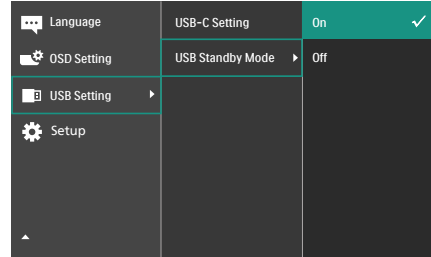 Language
OSD Setting
USB Setting
Setup
USB-C Setting
USB Standby Mode
On
Off